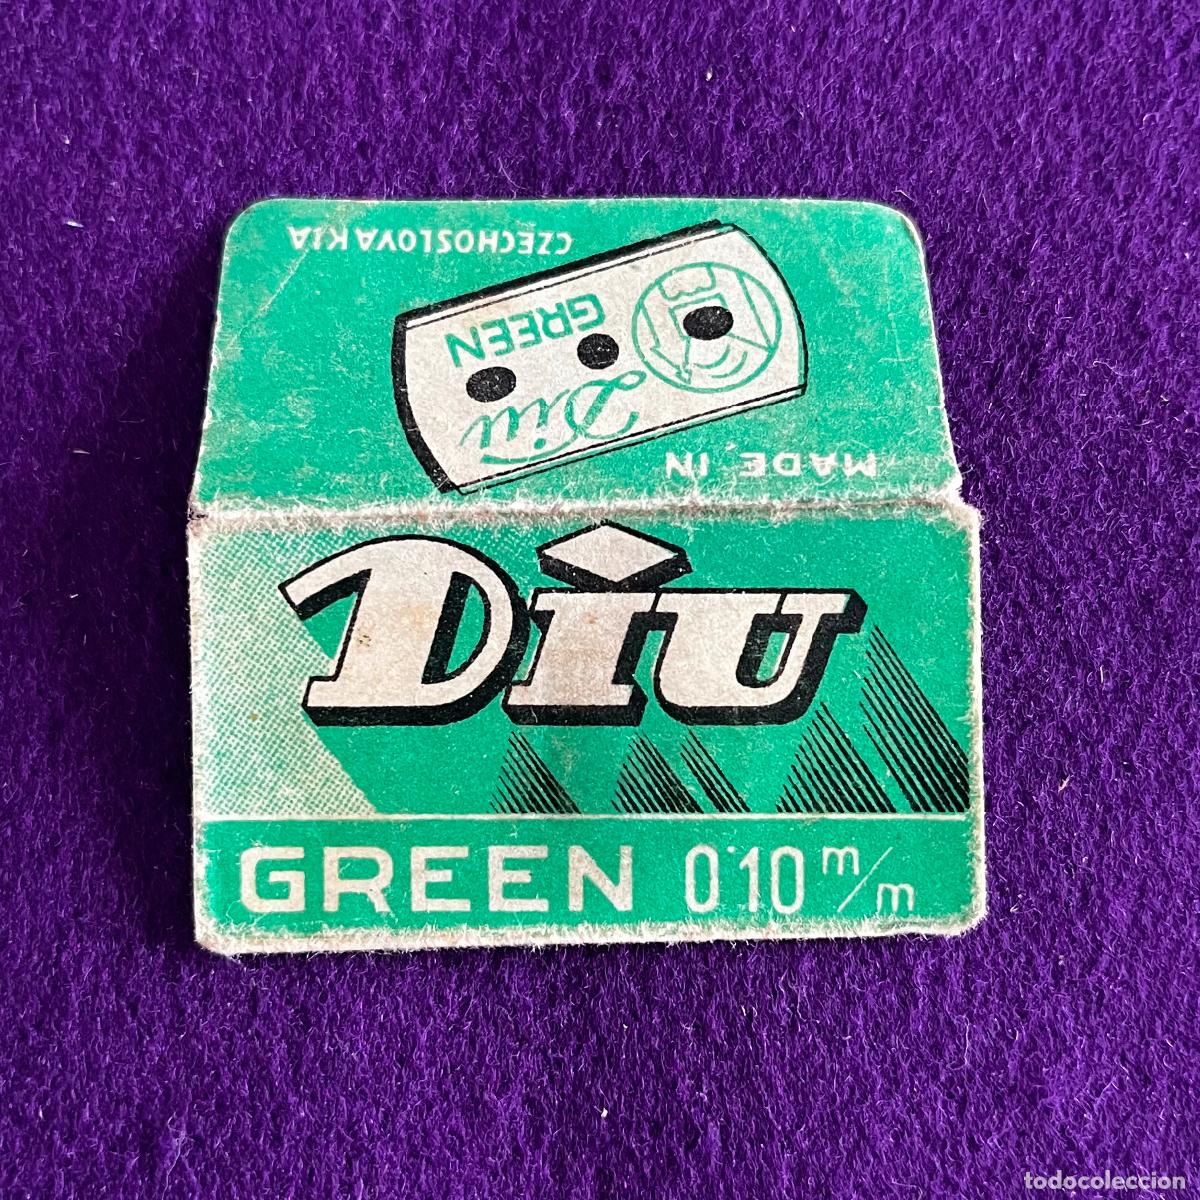 MADE IN
CZECHOSLOVAKIA
Diu
GREEN
DIU
GREEN 0.10 m/m
todocoleccion